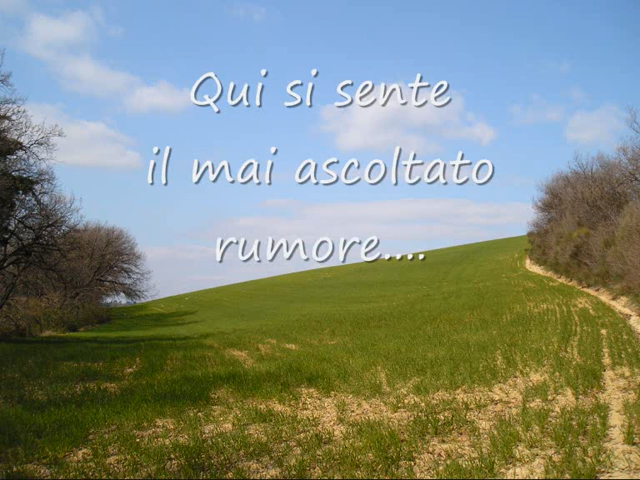 Qui si sente
il mai ascoltato
rumore....